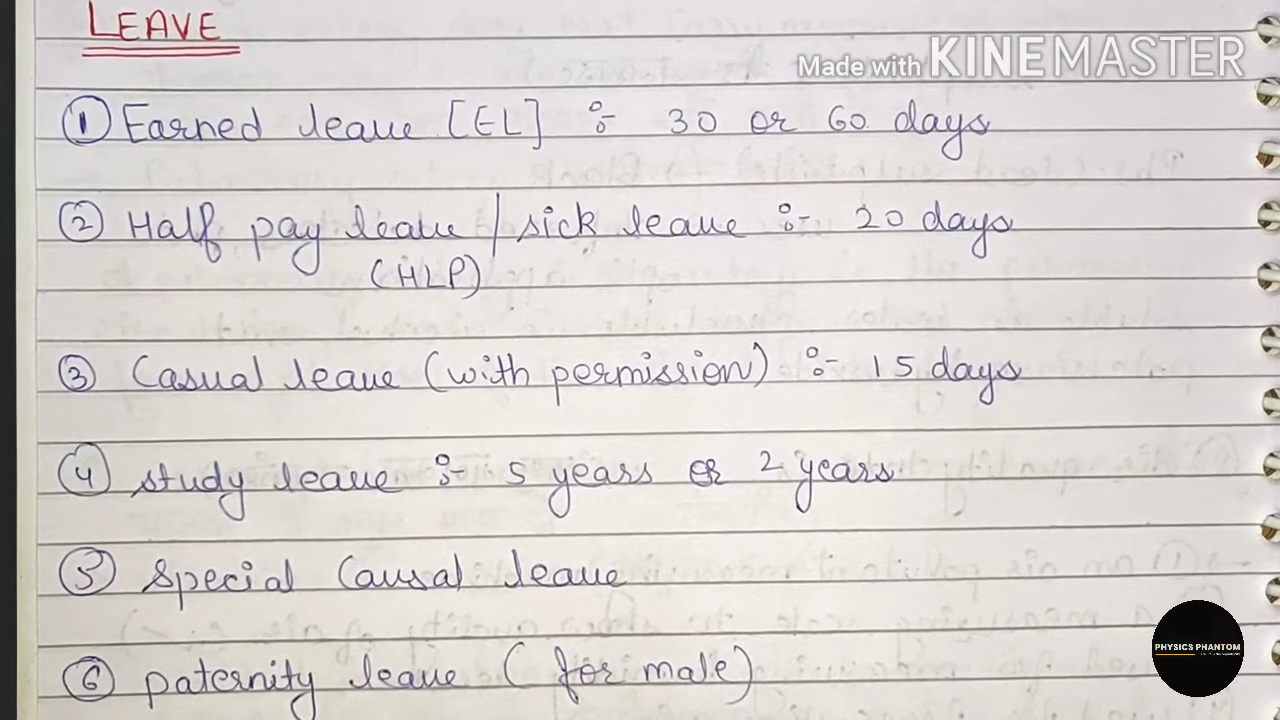 LEAVE
Made with KINEMASTER
① Earned leave [EL] :- 30 or 60 days
② Half pay leave / sick leave :- 20 days
(HLP)
③ Casual leave (with permission) :- 15 days
④ study leave :- 5 years or 2 years
⑤ special Causal leave
PHYSICS PHANTOM
⑥ paternity leave ( for male)